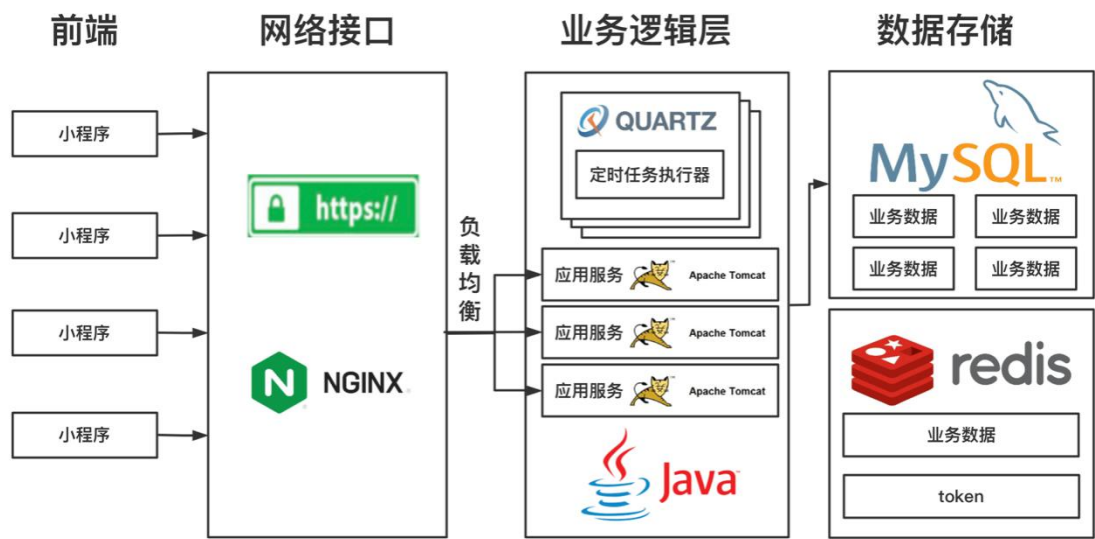 前端
网络接口
业务逻辑层
数据存储
小程序
小程序
小程序
小程序
https://
NGINX
负载均衡
QUARTZ
定时任务执行器
应用服务 Apache Tomcat
应用服务 Apache Tomcat
应用服务 Apache Tomcat
Java
MySQL™
业务数据 业务数据
业务数据 业务数据
redis
业务数据
token